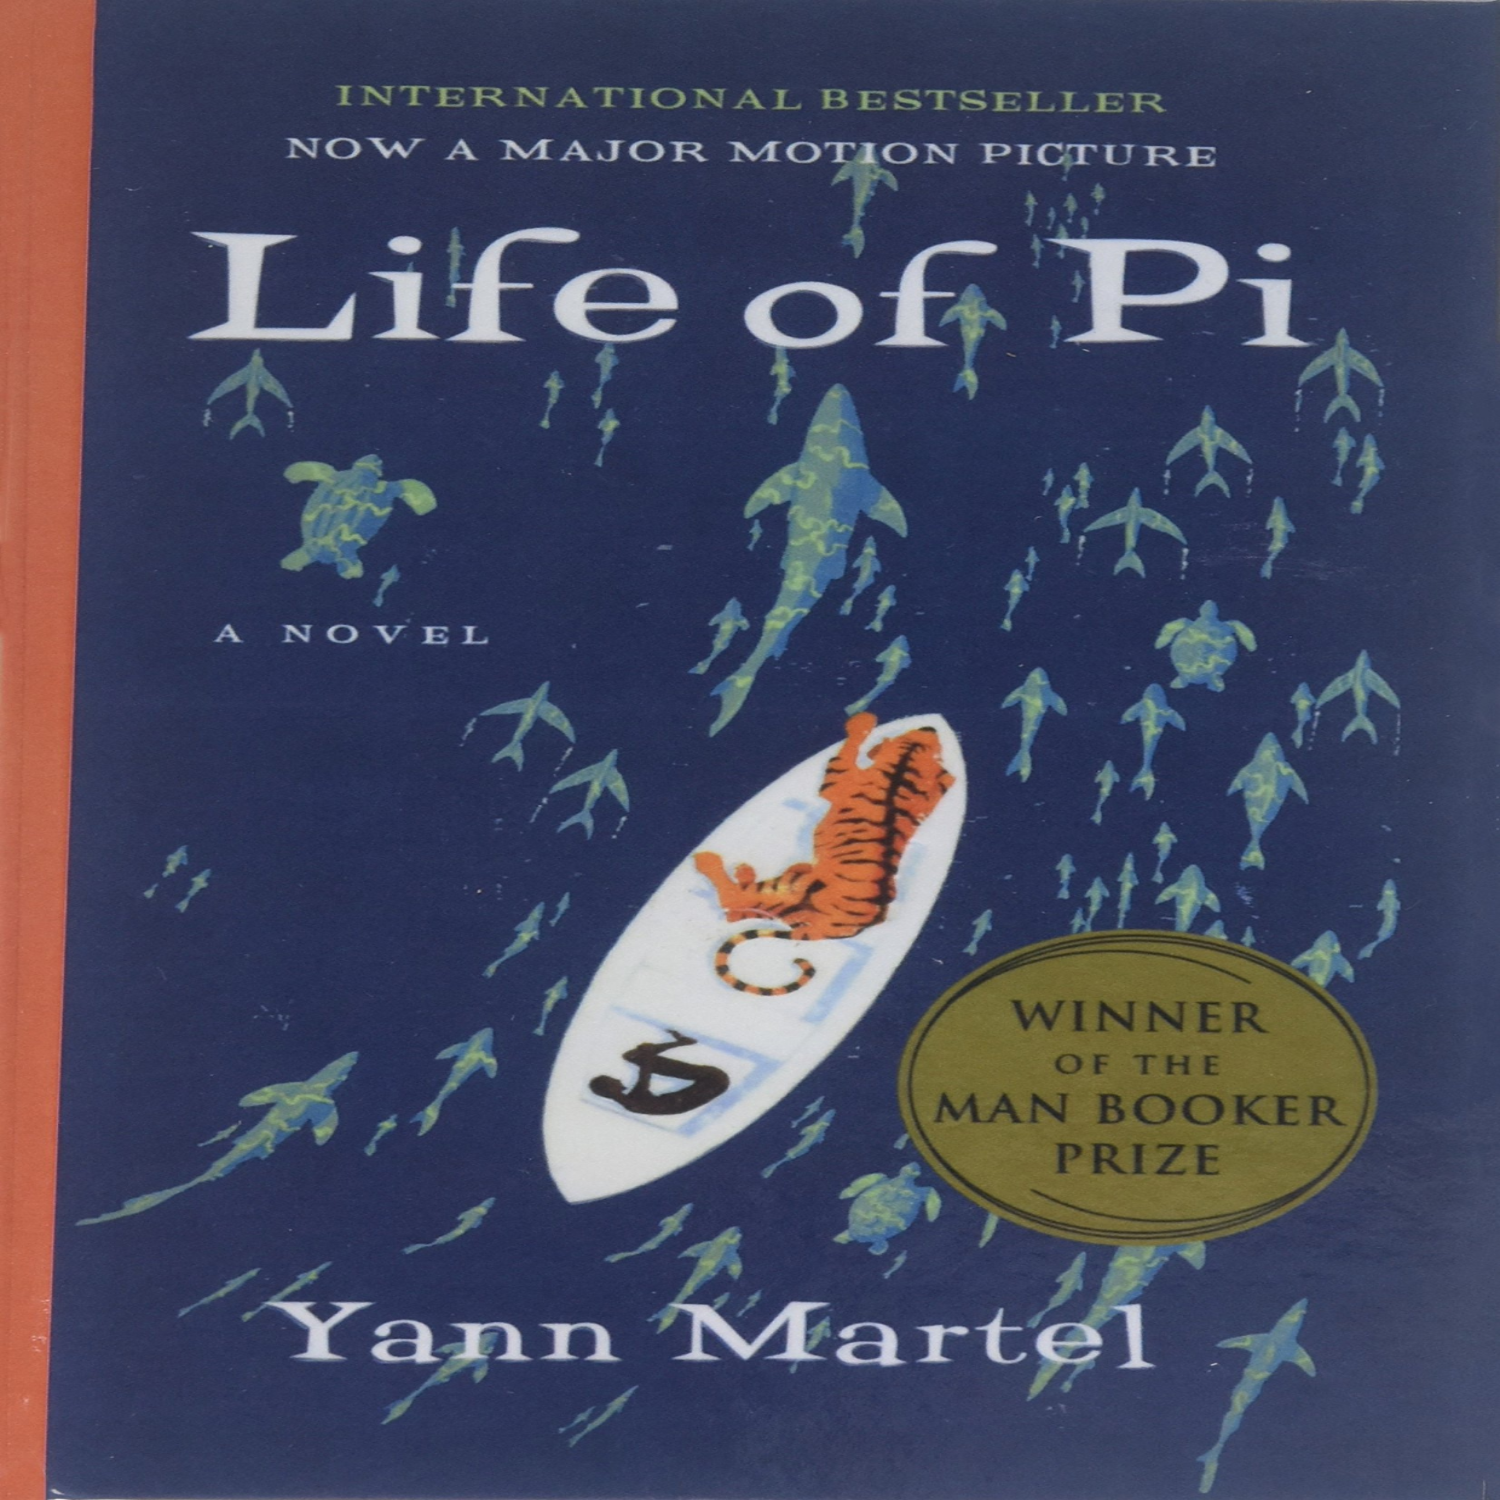 INTERNATIONAL BESTSELLER
NOW A MAJOR MOTION PICTURE
Life of Pi
A NOVEL
WINNER
OF THE
MAN BOOKER
PRIZE
Yann Martel